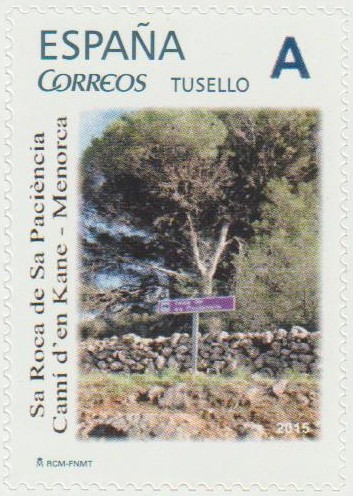 ESPAÑA
CORREOS TUSELLO A
Sa Roca de Sa Paciència
Camí d'en Kane - Menorca
2015
RCM-FNMT